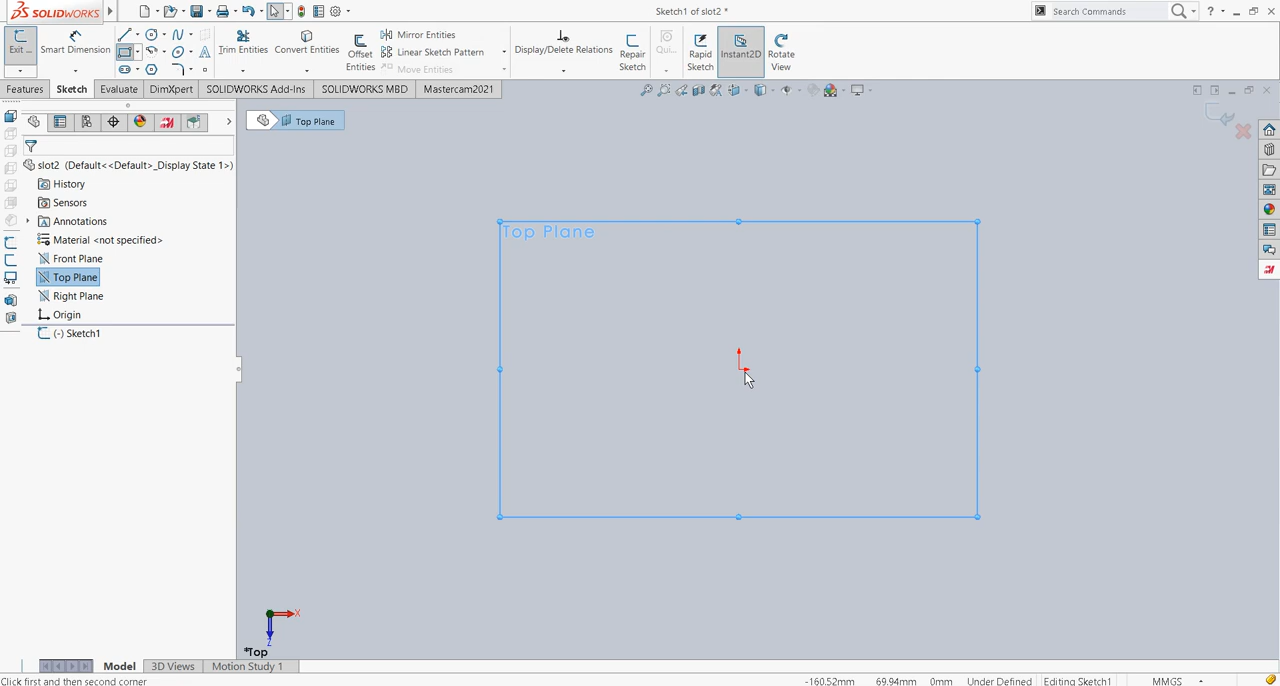 SOLIDWORKS
Sketch1 of slot2 *
Search Commands
?
Exit ...
Smart Dimension
Trim Entities
Convert Entities
Offset
Entities
Mirror Entities
Linear Sketch Pattern
Move Entities
Display/Delete Relations
Repair
Sketch
Qui...
Rapid
Sketch
Instant2D
Rotate
View
Features
Sketch
Evaluate
DimXpert
SOLIDWORKS Add-Ins
SOLIDWORKS MBD
Mastercam2021
Top Plane
slot2 (Default<<Default>_Display State 1>)
History
Sensors
Annotations
Material <not specified>
Front Plane
Top Plane
Right Plane
Origin
(-) Sketch1
Top Plane
X
Z
*Top
Model
3D Views
Motion Study 1
Click first and then second corner
-160.52mm
69.94mm
0mm
Under Defined
Editing Sketch1
MMGS